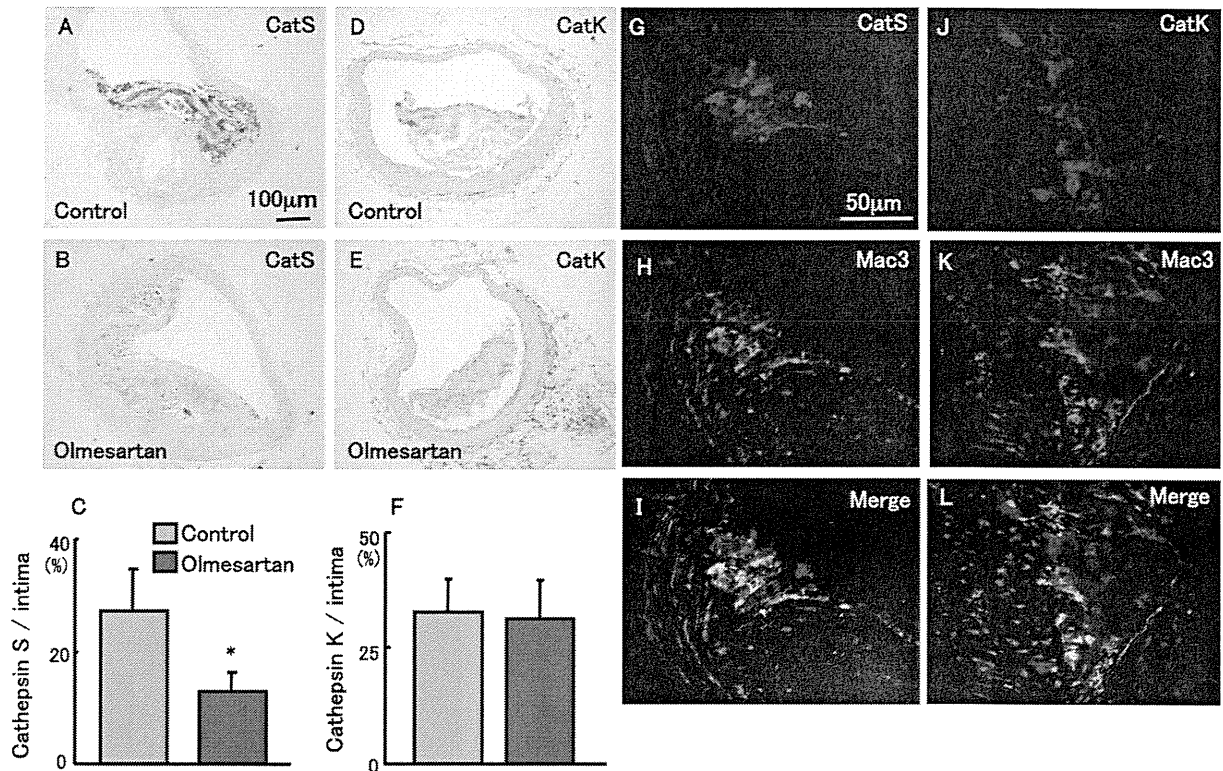 A CatS
100μm
Control
D CatK
Control
G CatS
50μm
J CatK
B CatS
Olmesartan
E CatK
Olmesartan
H Mac3
K Mac3
I Merge
L Merge
C
Control
Olmesartan
40
(%)
20
0
Cathepsin S / intima
*
F
50
(%)
25
0
Cathepsin K / intima